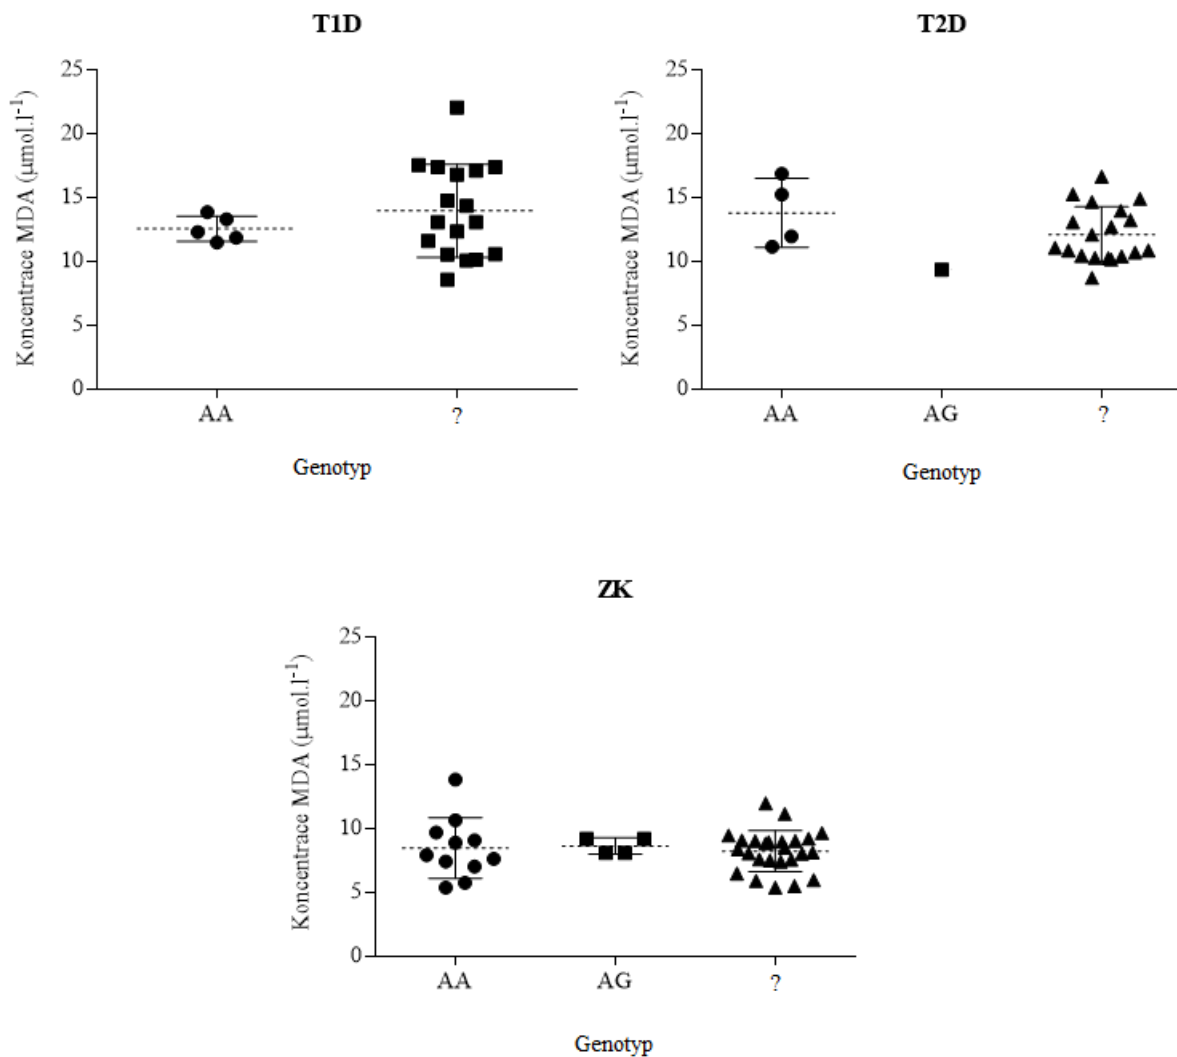 T1D
T2D
Koncentrace MDA (µmol.l⁻¹)
25
20
15
10
5
0
AA
?
Genotyp
Koncentrace MDA (µmol.l⁻¹)
25
20
15
10
5
0
AA
AG
?
Genotyp
ZK
Koncentrace MDA (µmol.l⁻¹)
25
20
15
10
5
0
AA
AG
?
Genotyp